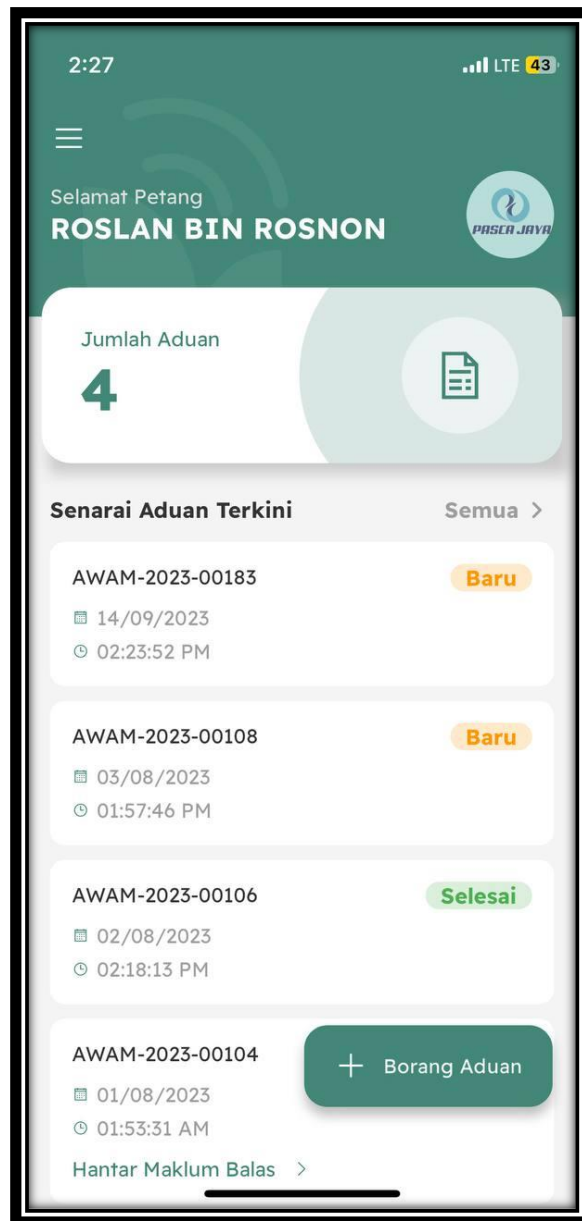 2:27 LTE 43
Selamat Petang
ROSLAN BIN ROSNON
PASCA JAYA
Jumlah Aduan
4
Senarai Aduan Terkini Semua >
AWAM-2023-00183 Baru
14/09/2023
02:23:52 PM
AWAM-2023-00108 Baru
03/08/2023
01:57:46 PM
AWAM-2023-00106 Selesai
02/08/2023
02:18:13 PM
AWAM-2023-00104
+ Borang Aduan
01/08/2023
01:53:31 AM
Hantar Maklum Balas >